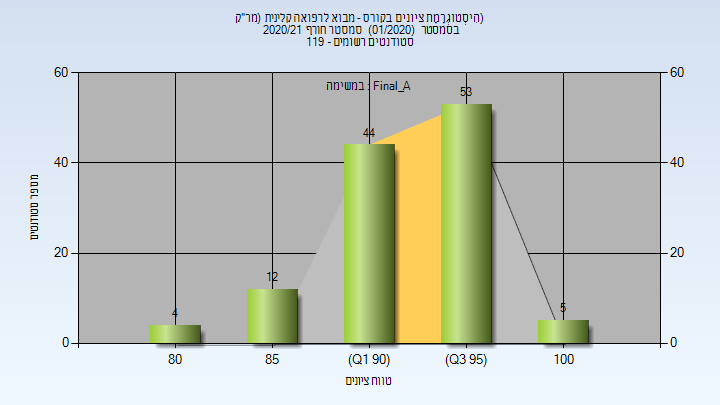 (הִיסְטוֹגְרָמַת ציונים בקורס - מבוא לרפואה קלינית (מר"ק
בסמסטר (01/2020) סמסטר חורף 2020/21
סטודנטים רשומים - 119
במשימה : Final_A
60
40
20
0
60
40
20
0
מספר סטודנטים
4
12
44
53
5
80
85
(Q1 90)
(Q3 95)
100
טווח ציונים